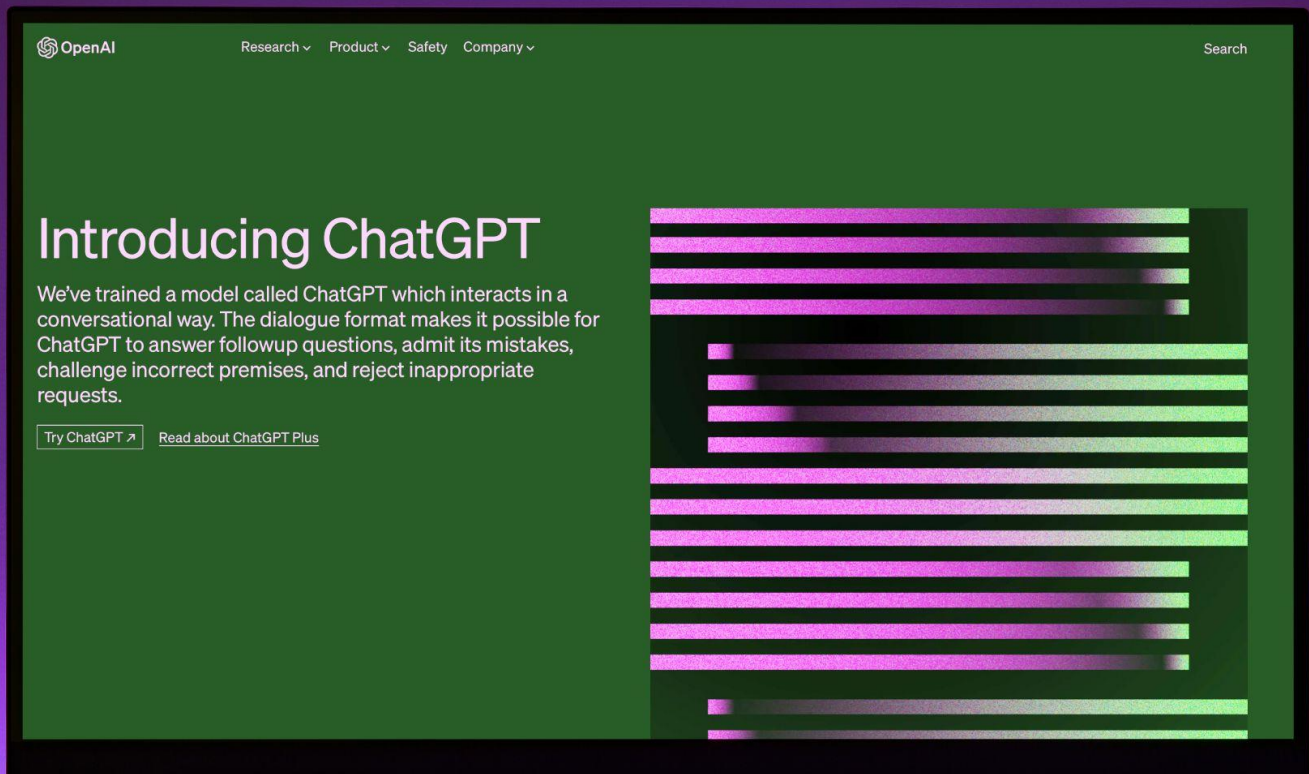 OpenAI Research Product Safety Company Search
Introducing ChatGPT
We've trained a model called ChatGPT which interacts in a
conversational way. The dialogue format makes it possible for
ChatGPT to answer followup questions, admit its mistakes,
challenge incorrect premises, and reject inappropriate
requests.
Try ChatGPT ↗ Read about ChatGPT Plus